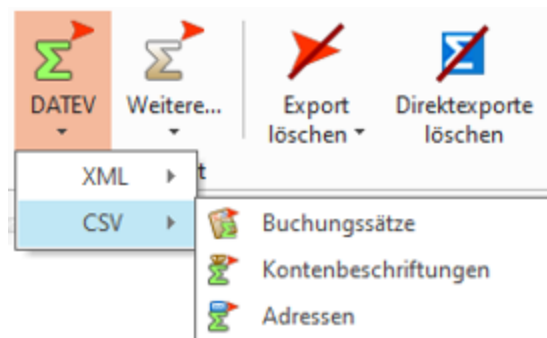 DATEV Weitere... Export löschen Direktexporte löschen
XML t
CSV
Buchungssätze
Kontenbeschriftungen
Adressen